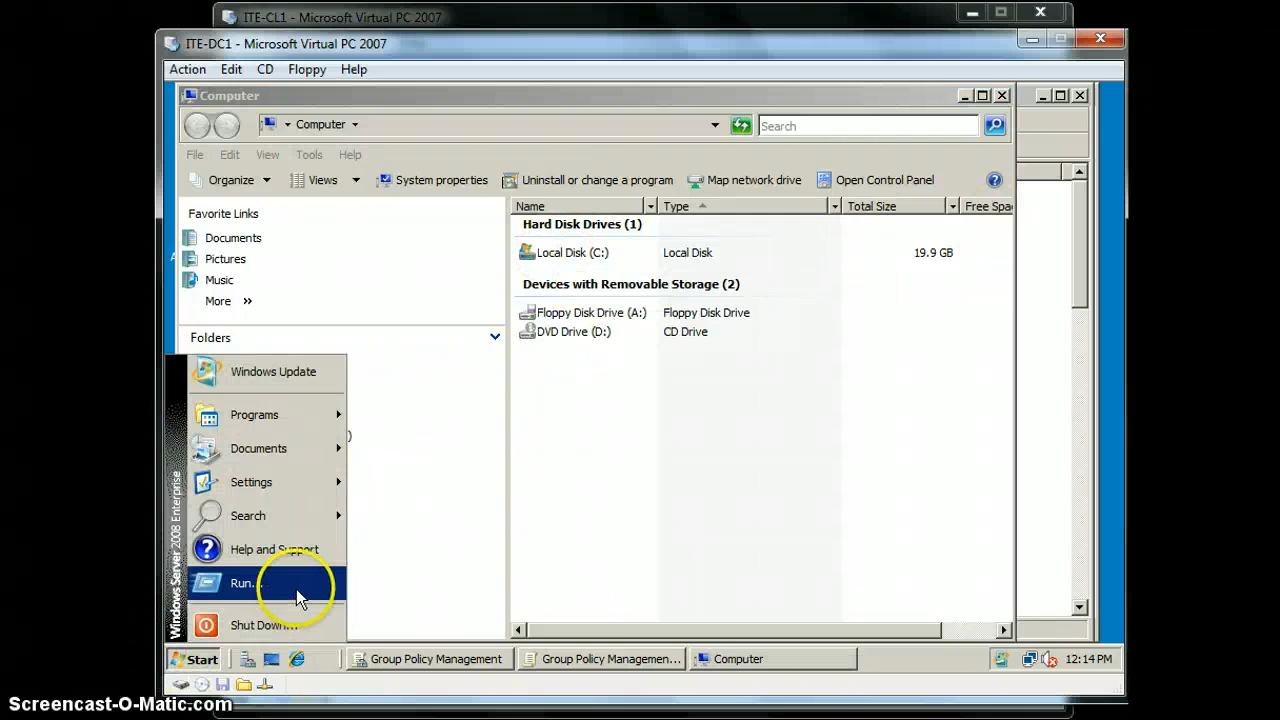 ITE-CL1 - Microsoft Virtual PC 2007
ITE-DC1 - Microsoft Virtual PC 2007
Action Edit CD Floppy Help
Computer
Computer
Search
File Edit View Tools Help
Organize Views System properties Uninstall or change a program Map network drive Open Control Panel
Favorite Links
Documents
Pictures
Music
More »
Folders
Name Type Total Size Free Spa
Hard Disk Drives (1)
Local Disk (C:) Local Disk 19.9 GB
Devices with Removable Storage (2)
Floppy Disk Drive (A:) Floppy Disk Drive
DVD Drive (D:) CD Drive
Windows Server 2008 Enterprise
Windows Update
Programs
Documents
Settings
Search
Help and Support
Run...
Shut Down...
)
Start Group Policy Management Group Policy Managemen... Computer 12:14 PM
Screencast-O-Matic.com